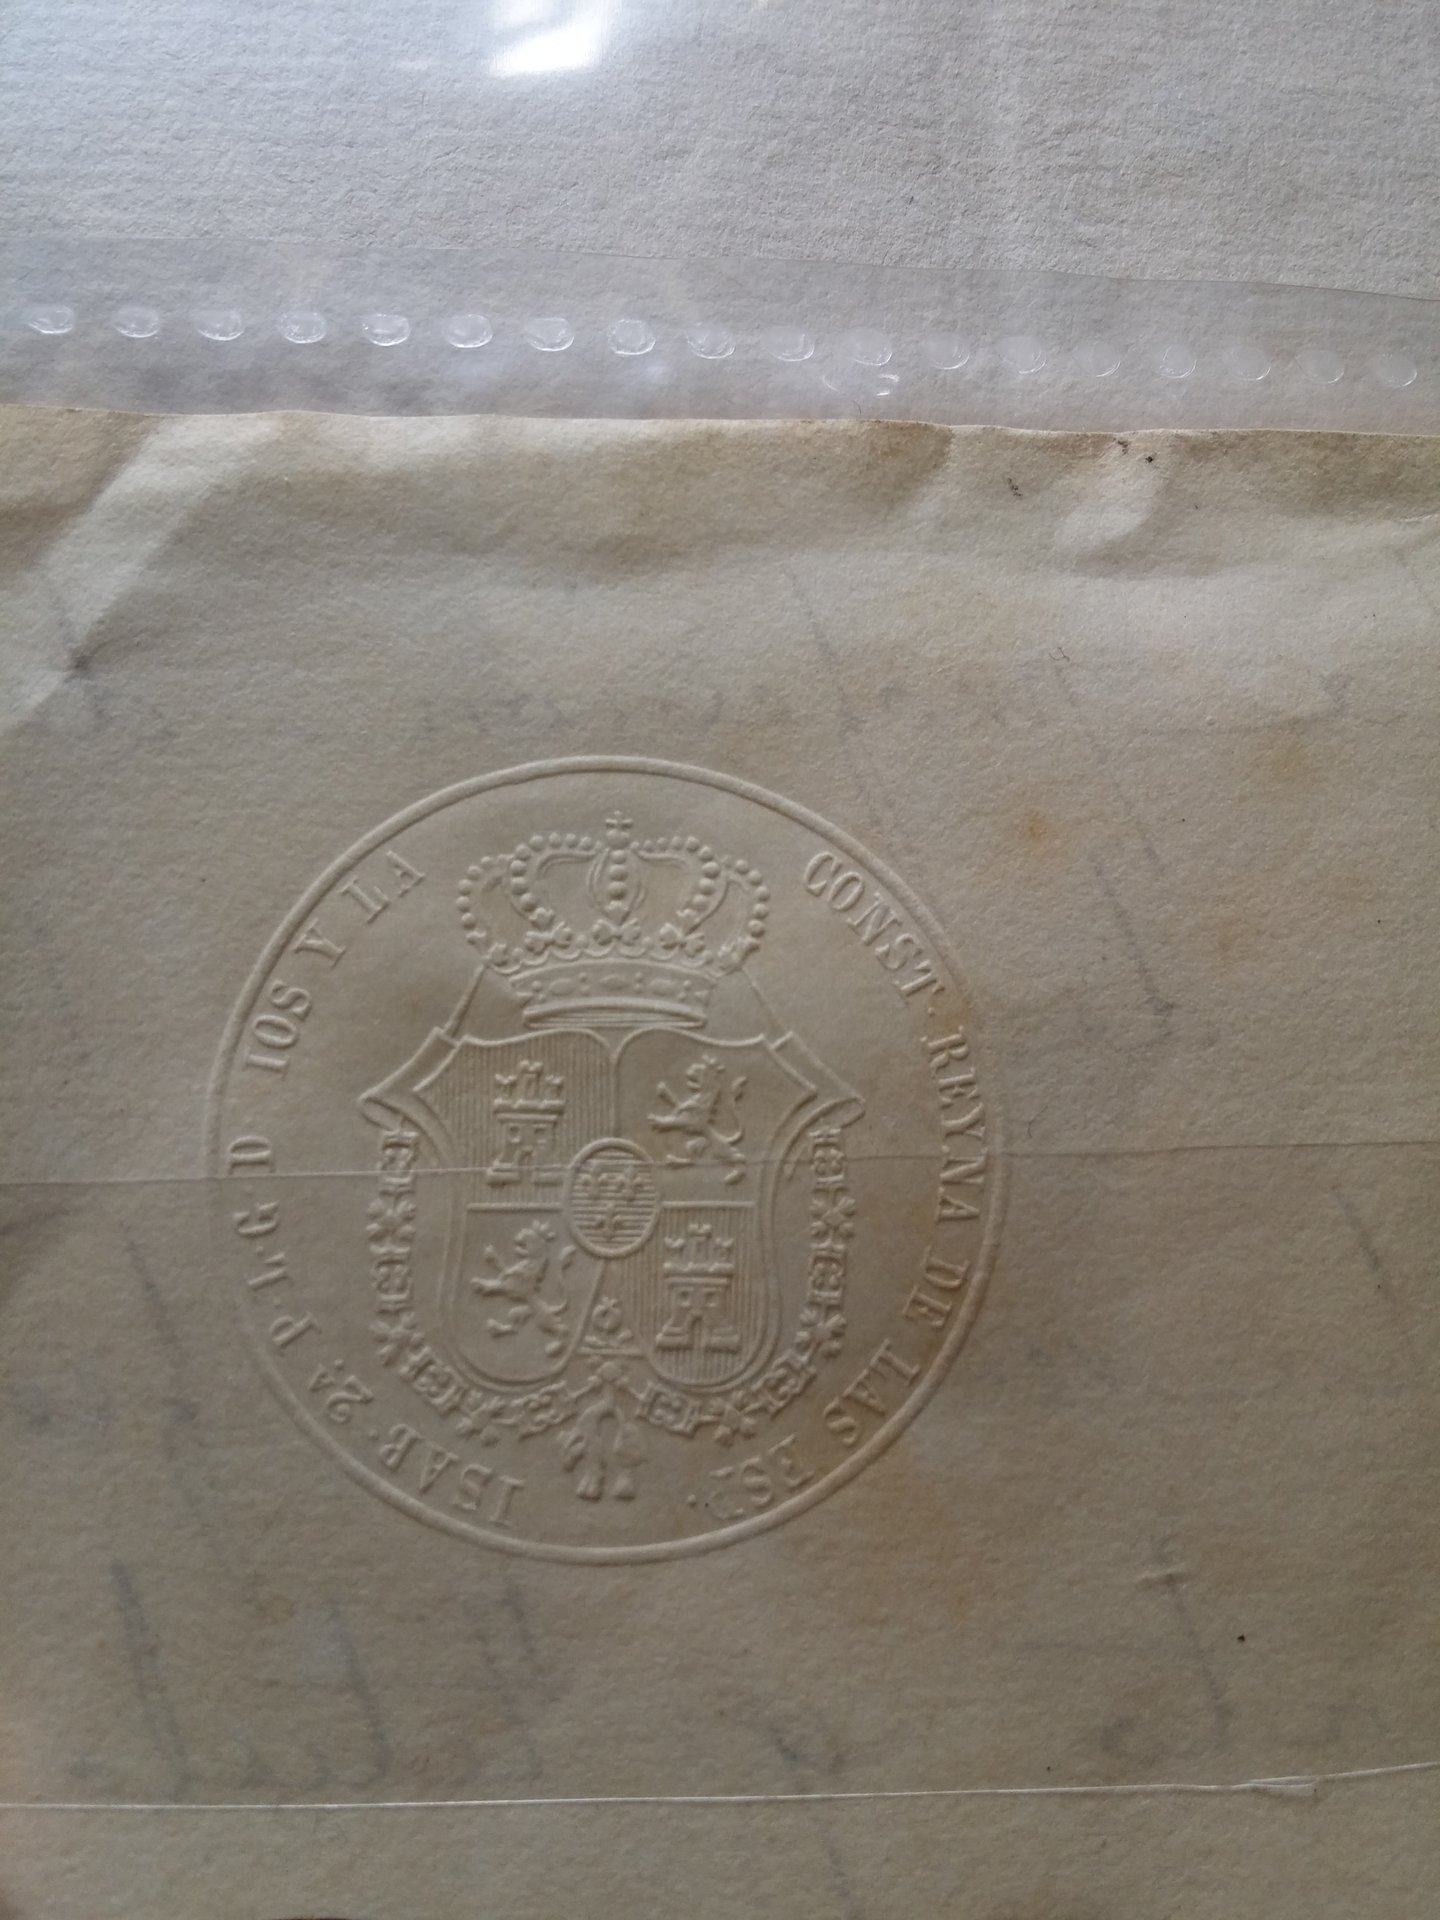 ISAB. 2A. P. L. G. D IOS Y LA CONST. REYNA DE LAS ESP.